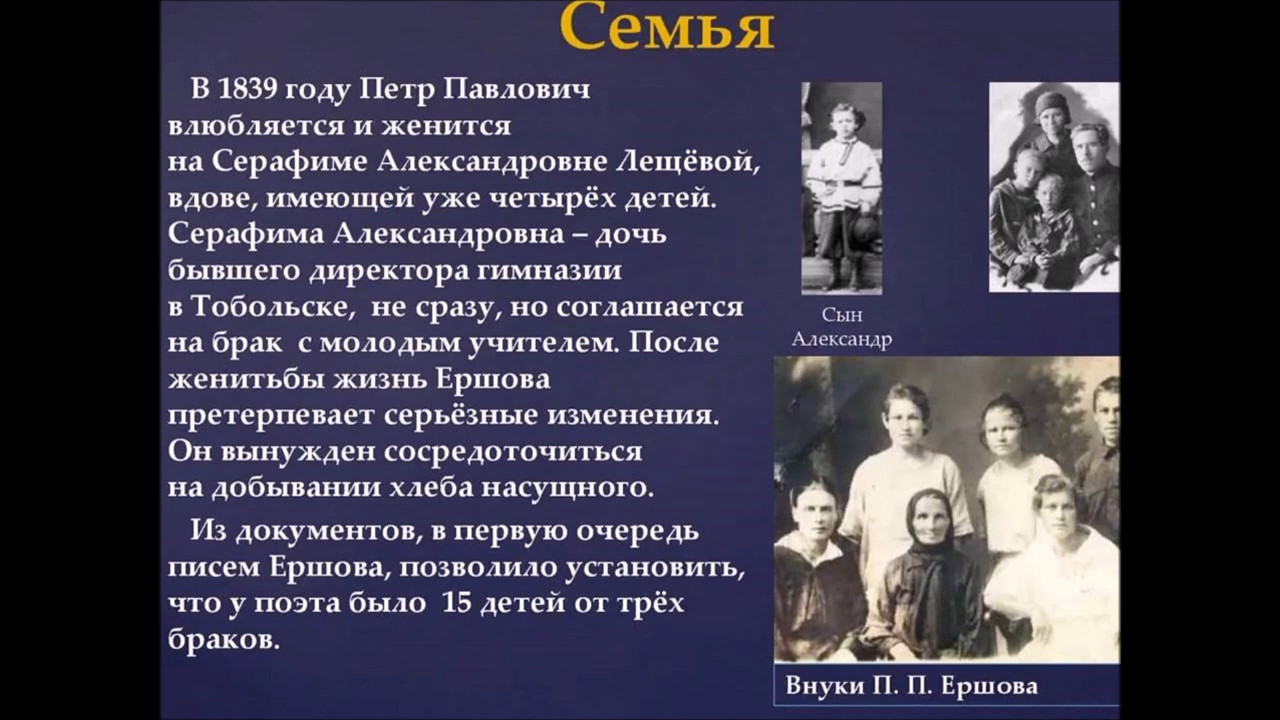 Семья
В 1839 году Петр Павлович
влюбляется и женится
на Серафиме Александровне Лещёвой,
вдове, имеющей уже четырёх детей.
Серафима Александровна – дочь
бывшего директора гимназии
в Тобольске, не сразу, но соглашается
на брак с молодым учителем. После
женитьбы жизнь Ершова
претерпевает серьёзные изменения.
Он вынужден сосредоточиться
на добывании хлеба насущного.
Из документов, в первую очередь
писем Ершова, позволило установить,
что у поэта было 15 детей от трёх
браков.
Сын
Александр
Внуки П. П. Ершова